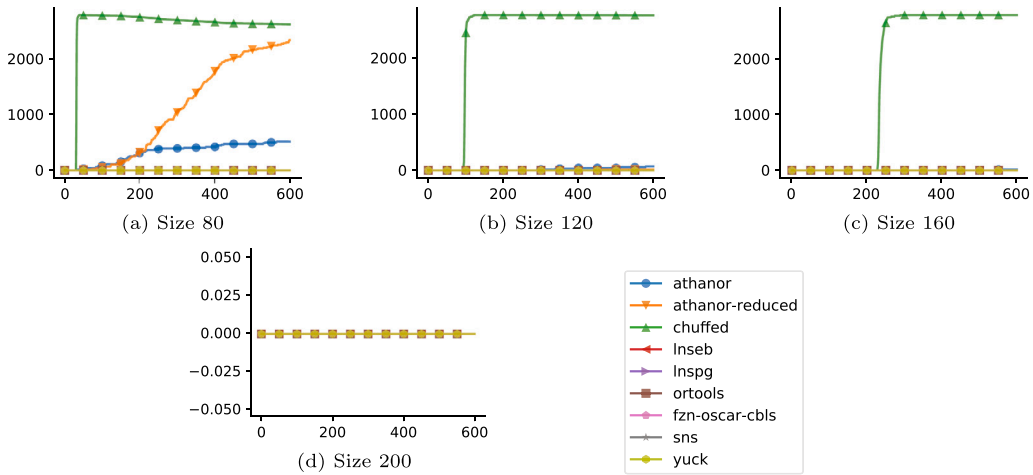 2000
1000
0
0 200 400 600
(a) Size 80
2000
1000
0
0 200 400 600
(b) Size 120
2000
1000
0
0 200 400 600
(c) Size 160
0.050
0.025
0.000
−0.025
−0.050
0 200 400 600
(d) Size 200
athanor
athanor-reduced
chuffed
lnseb
lnspg
ortools
fzn-oscar-cbls
sns
yuck